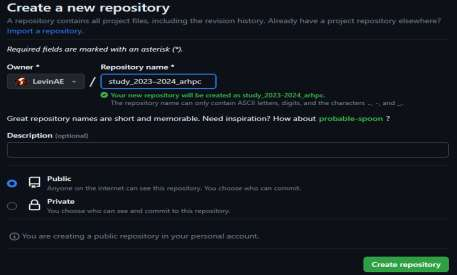 Create a new repository
A repository contains all project files, including the revision history. Already have a project repository elsewhere?
Import a repository.
Required fields are marked with an asterisk (*).
Owner * Repository name *
LevinAE / study_2023–2024_arhpc
Your new repository will be created as study_2023-2024_arhpc.
The repository name can only contain ASCII letters, digits, and the characters ., -, and _.
Great repository names are short and memorable. Need inspiration? How about probable-spoon ?
Description (optional)
Public
Anyone on the internet can see this repository. You choose who can commit.
Private
You choose who can see and commit to this repository.
You are creating a public repository in your personal account.
Create repository